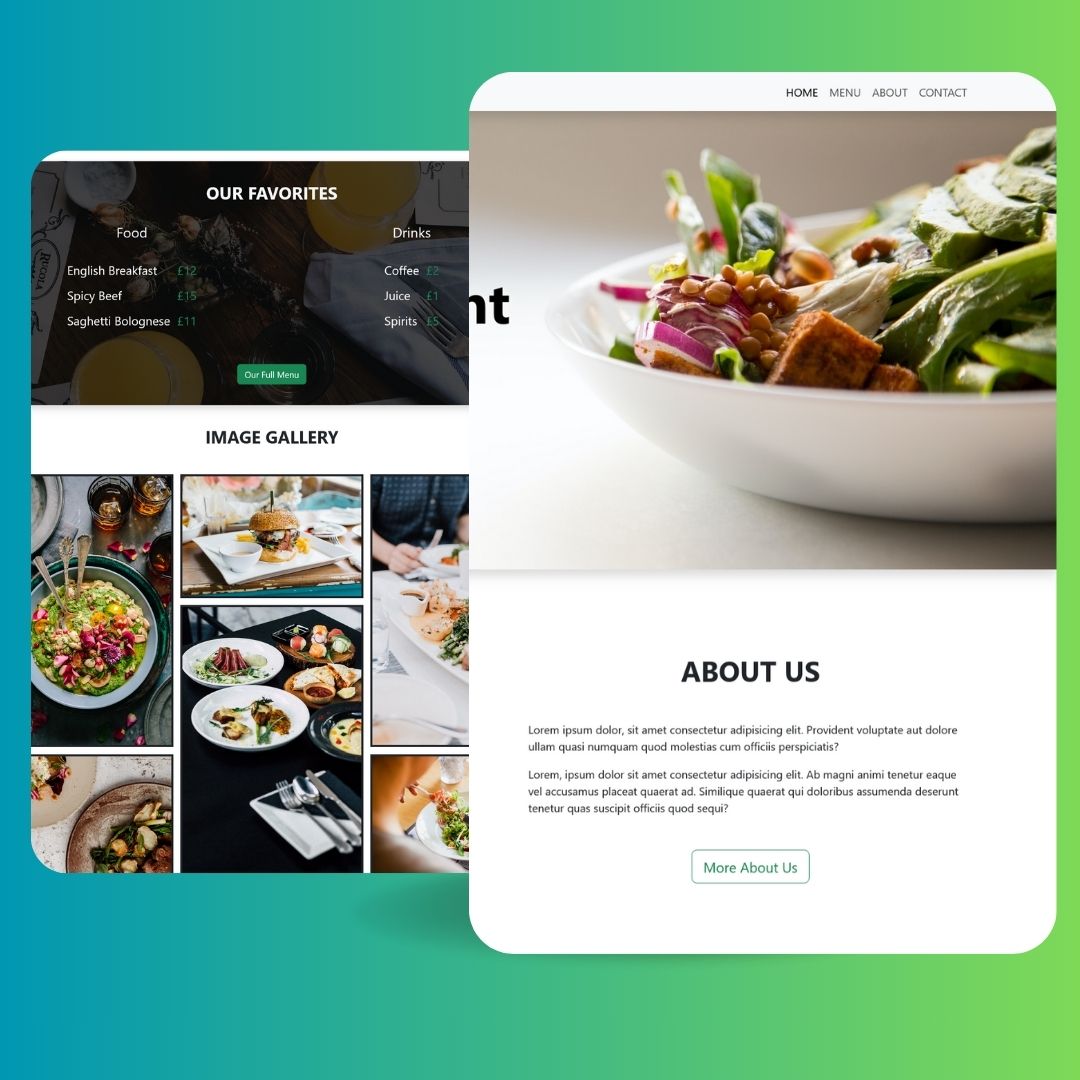 OUR FAVORITES
Food
Drinks
English Breakfast £12
Coffee £2
Spicy Beef £15
Juice £1
Saghetti Bolognese £11
Spirits £5
Our Full Menu
IMAGE GALLERY
RUCOLA
HOME MENU ABOUT CONTACT
nt
ABOUT US
Lorem ipsum dolor, sit amet consectetur adipisicing elit. Provident voluptate aut dolore
ullam quasi numquam quod molestias cum officiis perspiciatis?
Lorem, ipsum dolor sit amet consectetur adipisicing elit. Ab magni animi tenetur eaque
vel accusamus placeat quaerat ad. Similique quaerat qui doloribus assumenda deserunt
tenetur quas suscipit officiis quod sequi?
More About Us